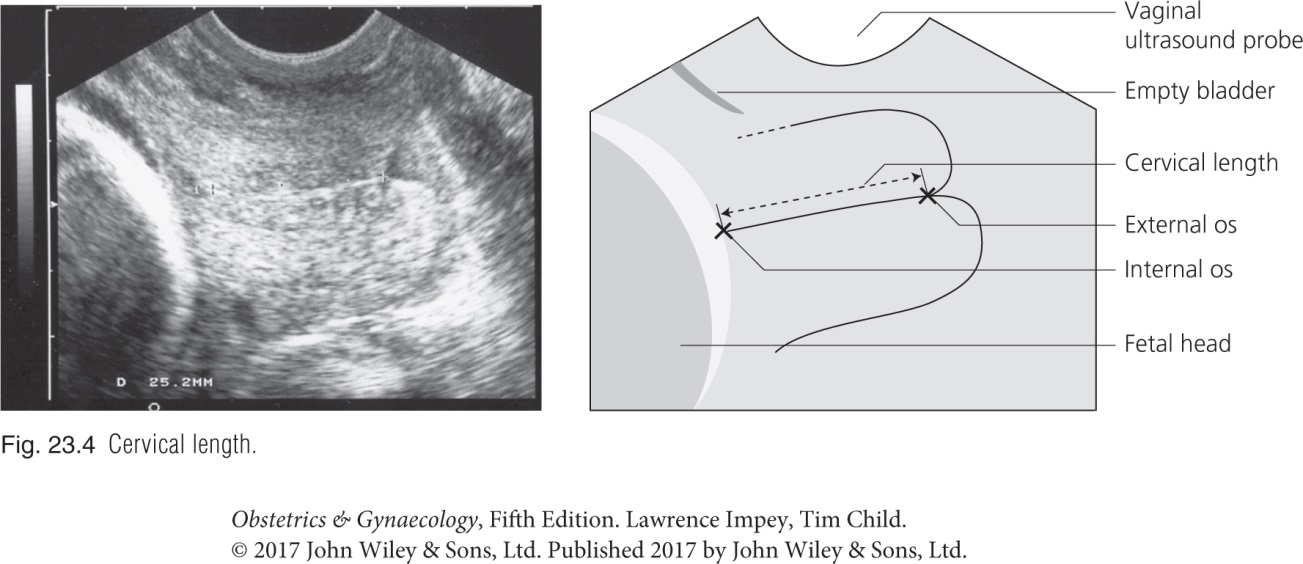 Vaginal
ultrasound probe
Empty bladder
Cervical length
External os
Internal os
Fetal head
D 25.2MM
Fig. 23.4 Cervical length.
Obstetrics & Gynaecology, Fifth Edition. Lawrence Impey, Tim Child.
© 2017 John Wiley & Sons, Ltd. Published 2017 by John Wiley & Sons, Ltd.